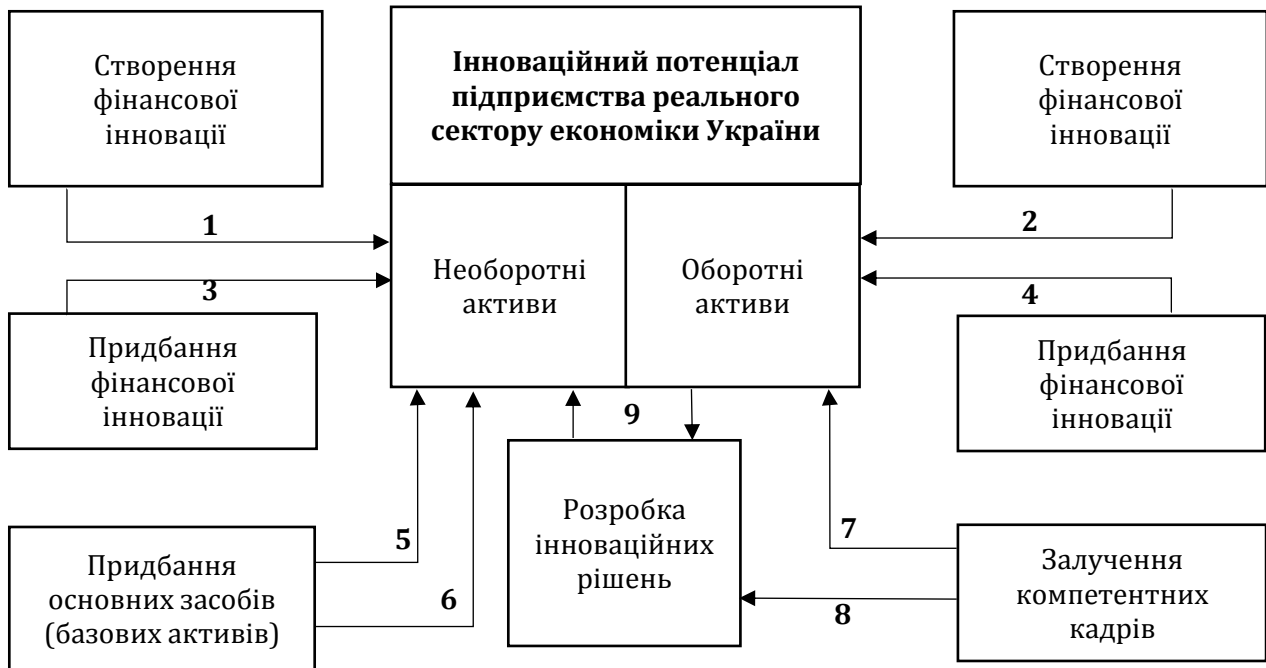 Створення
фінансової
інновації
Інноваційний потенціал
підприємства реального
сектору економіки України
Створення
фінансової
інновації
1
2
Необоротні
активи
Оборотні
активи
3
4
Придбання
фінансової
інновації
Придбання
фінансової
інновації
9
Розробка
інноваційних
рішень
5
6
7
8
Придбання
основних засобів
(базових активів)
Залучення
компетентних
кадрів